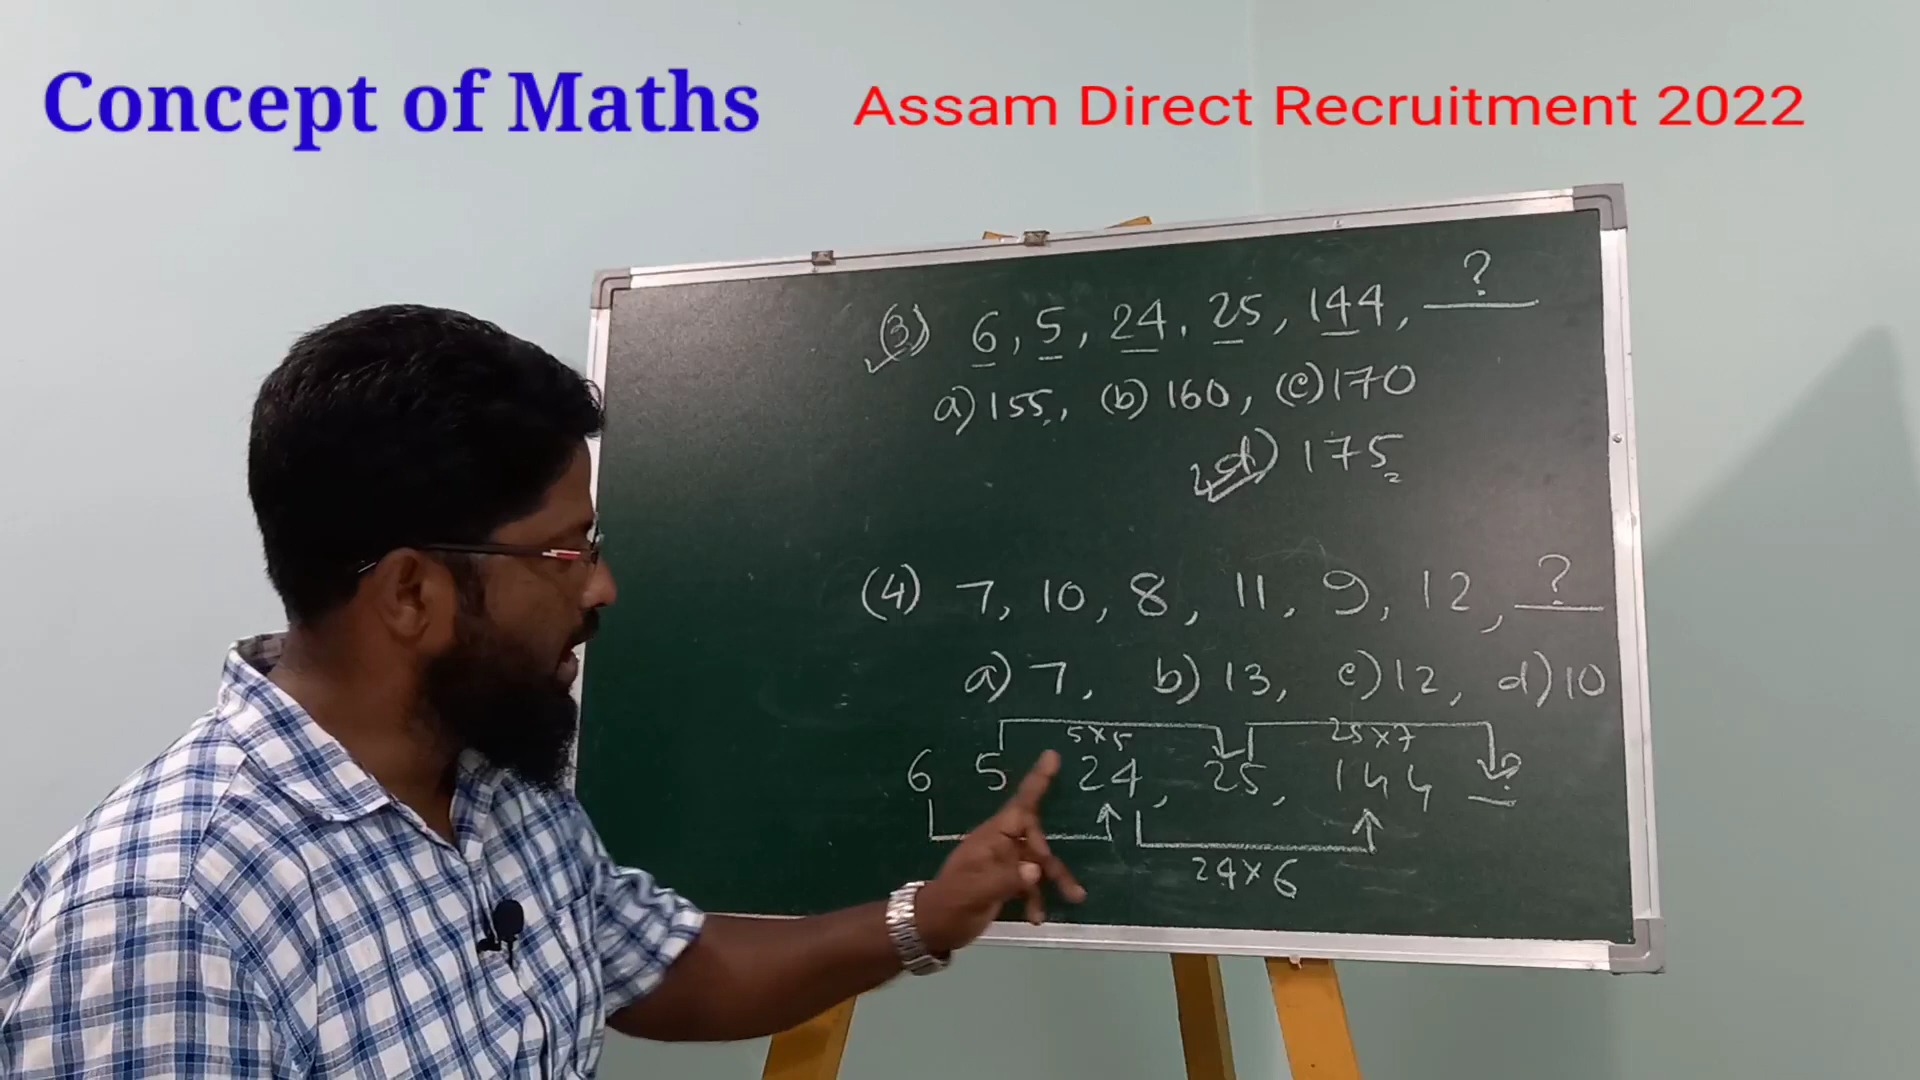 Concept of Maths
Assam Direct Recruitment 2022
(3) 6, 5, 24, 25, 144, ?
a) 155, (b) 160, (c) 170
d) 175
(4) 7, 10, 8, 11, 9, 12, ?
a) 7, b) 13, c) 12, d) 10
5×5 25×7
6 5 24, 25, 144 ?
24×6